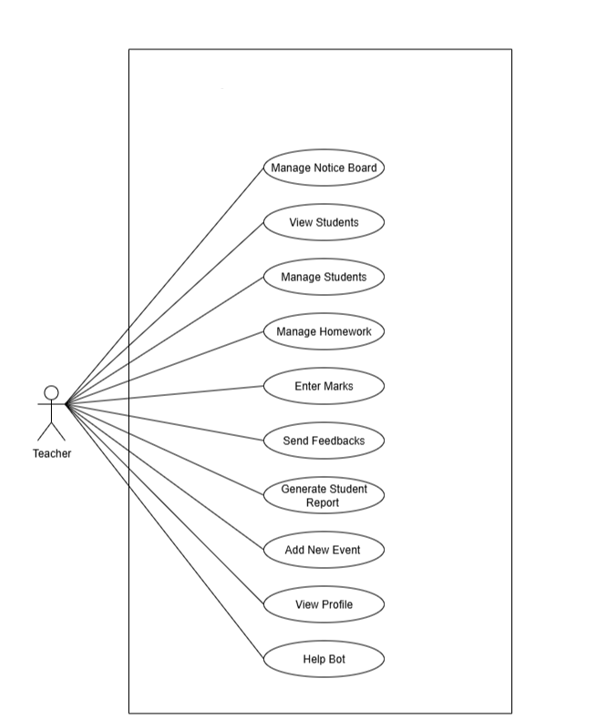 Manage Notice Board
View Students
Manage Students
Manage Homework
Enter Marks
Send Feedbacks
Teacher
Generate Student
Report
Add New Event
View Profile
Help Bot